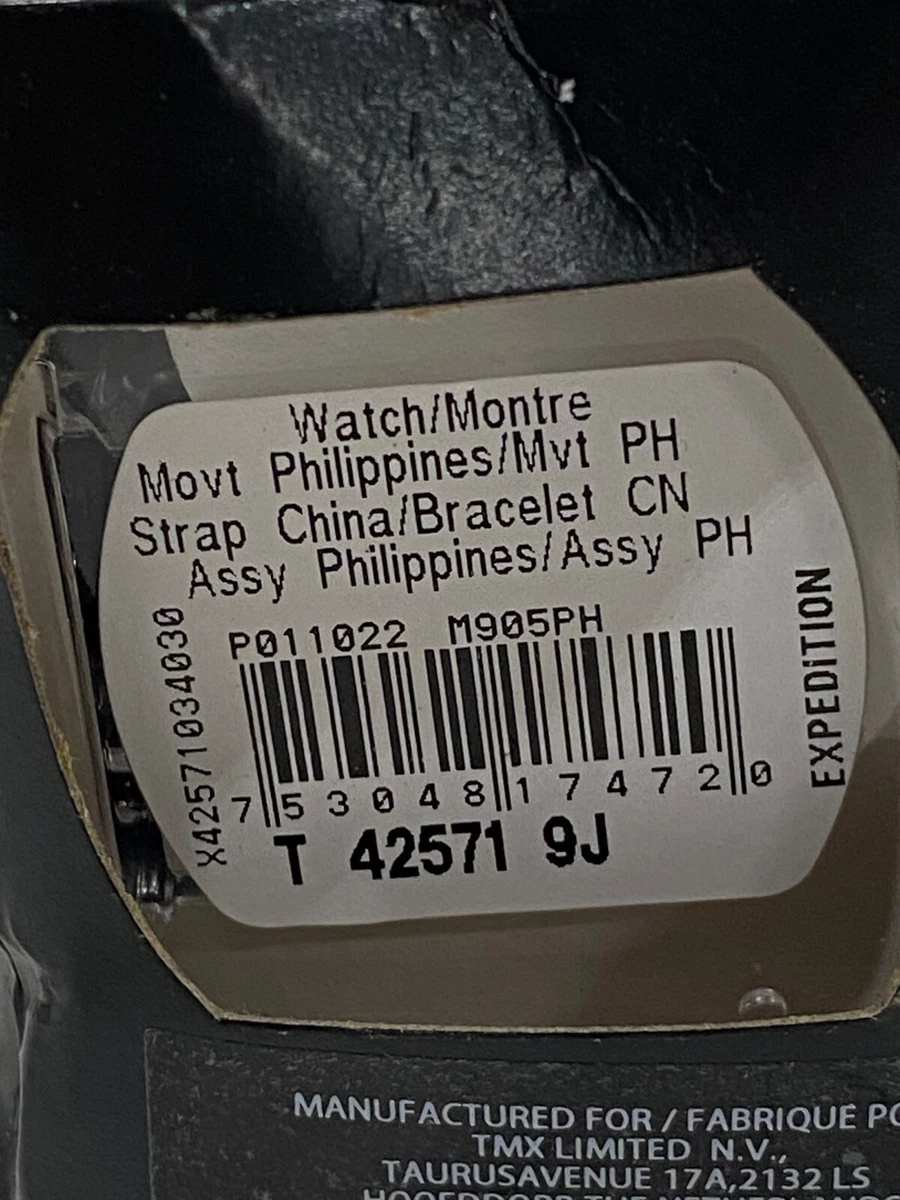 Watch/Montre
Movt Philippines/Mvt PH
Strap China/Bracelet CN
Assy Philippines/Assy PH
P011022 M905PH
X42571034030
EXPEDITION
7 53048 17472 0
T 42571 9J
MANUFACTURED FOR / FABRIQUE
TMX LIMITED N.V.,
TAURUSAVENUE 17A,2132 LS